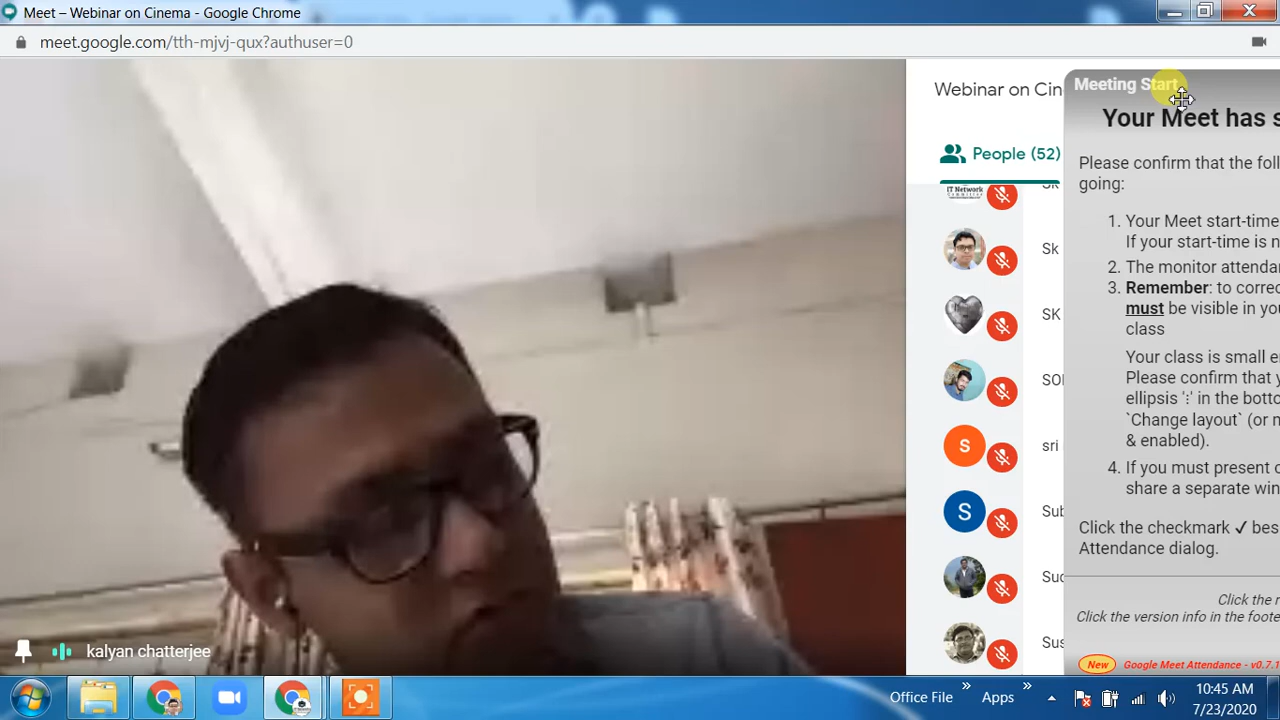 Meet – Webinar on Cinema - Google Chrome
meet.google.com/tth-mjvj-qux?authuser=0
Webinar on Cin
People (52)
IT Network
Sk
SK
SOI
S
sri
S
Sub
Sus
kalyan chatterjee
Meeting Start
Your Meet has s
Please confirm that the foll
going:
1. Your Meet start-time
If your start-time is n
2. The monitor attendan
3. Remember: to correc
must be visible in you
class
Your class is small e
Please confirm that y
ellipsis '⋮' in the botto
`Change layout` (or m
& enabled).
4. If you must present o
share a separate win
Click the checkmark ✓ bes
Attendance dialog.
Click the r
Click the version info in the foote
New Google Meet Attendance - v0.7.1
Office File » Apps »
10:45 AM
7/23/2020